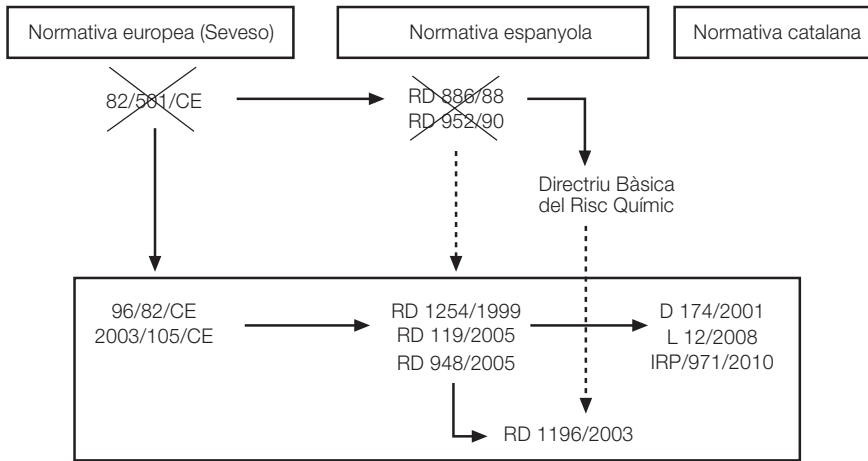 Normativa europea (Seveso)
Normativa espanyola
Normativa catalana
82/501/CE
RD 886/88
RD 952/90
Directriu Bàsica
del Risc Químic
96/82/CE
2003/105/CE
RD 1254/1999
RD 119/2005
RD 948/2005
D 174/2001
L 12/2008
IRP/971/2010
RD 1196/2003